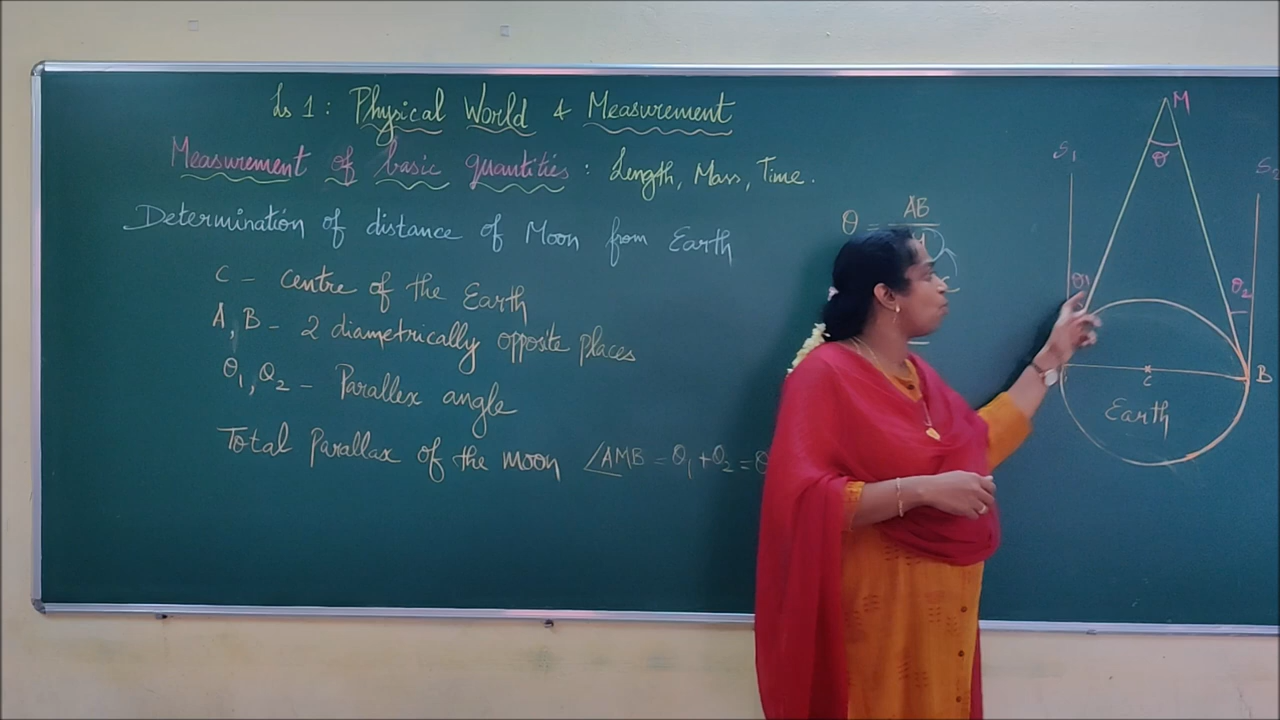 Ls 1 : Physical World & Measurement
Measurement of basic quantities : Length, Mass, Time.
Determination of distance of Moon from Earth
C - centre of the Earth
A, B - 2 diametrically opposite places
θ1, θ2 - Parallex angle
Total Parallax of the moon ∠AMB = θ1 + θ2 = θ
θ = AB
M
θ
S1
S2
θ1
θ2
C
B
Earth